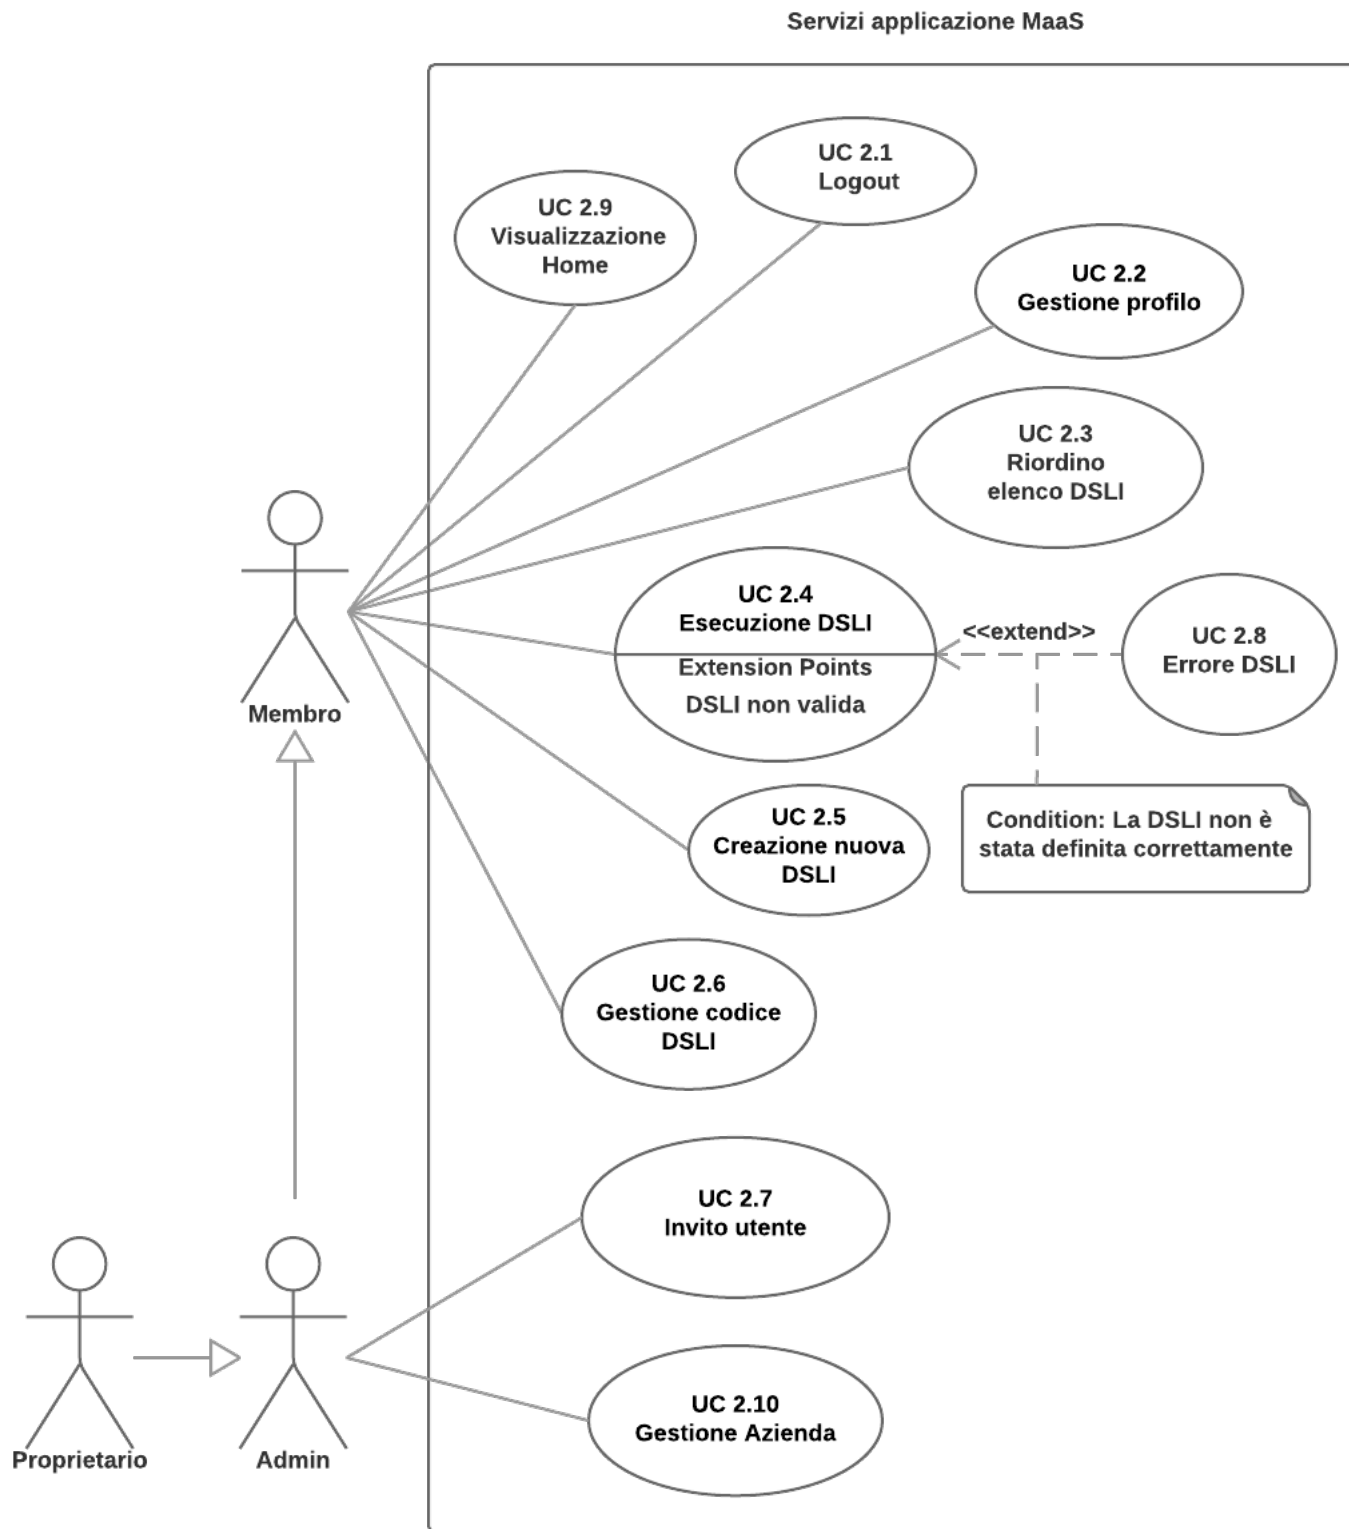 Servizi applicazione MaaS
UC 2.1
Logout
UC 2.9
Visualizzazione
Home
UC 2.2
Gestione profilo
UC 2.3
Riordino
elenco DSLI
UC 2.4
Esecuzione DSLI
Extension Points
DSLI non valida
<<extend>>
UC 2.8
Errore DSLI
Membro
Condition: La DSLI non è
stata definita correttamente
UC 2.5
Creazione nuova
DSLI
UC 2.6
Gestione codice
DSLI
UC 2.7
Invito utente
UC 2.10
Gestione Azienda
Proprietario
Admin